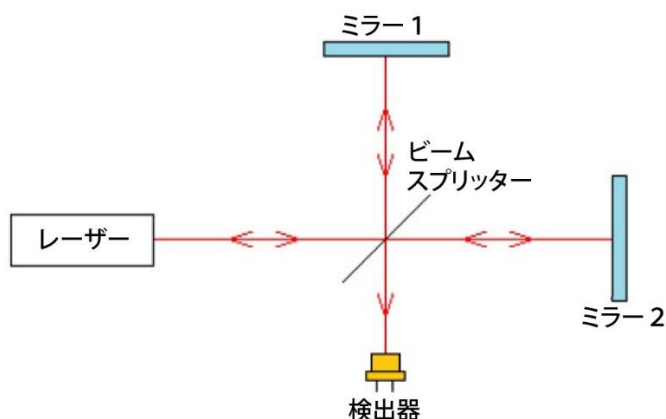 ミラー 1
ビーム
スプリッター
レーザー
ミラー 2
検出器